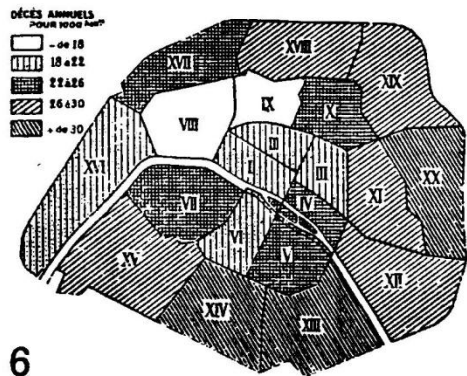 DÉCÈS ANNUELS
POUR 1000 habts
- de 18
18 à 22
22 à 26
26 à 30
+ de 30
XVIII
XVII
XIX
IX
X
VIII
II
XVI
I
III
XI
XX
VII
IV
VI
V
XV
XII
XIV
XIII
6